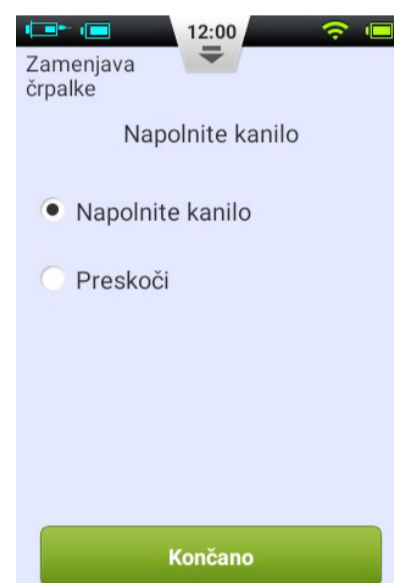 12:00
Zamenjava
črpalke
Napolnite kanilo
Napolnite kanilo
Preskoči
Končano